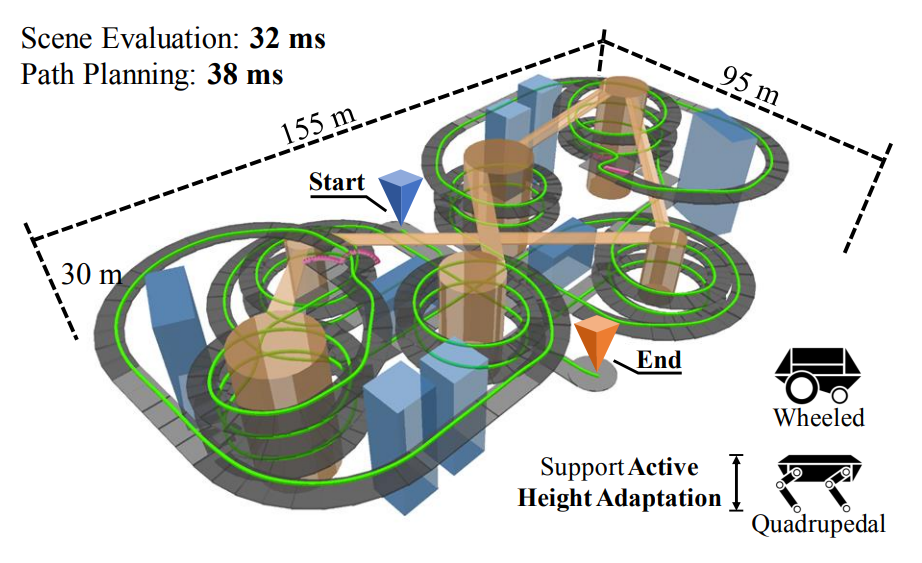 Scene Evaluation: 32 ms
Path Planning: 38 ms
155 m
95 m
Start
30 m
End
Wheeled
Support Active
Height Adaptation
Quadrupedal